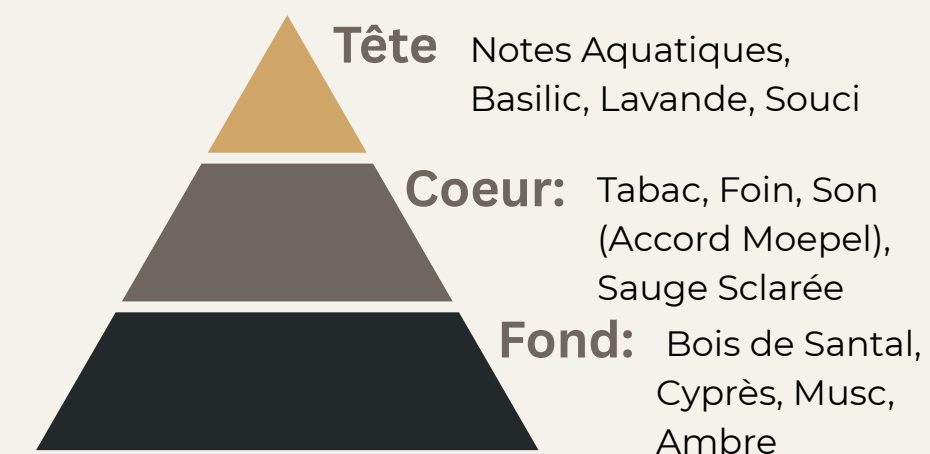 Tête Notes Aquatiques,
Basilic, Lavande, Souci
Coeur: Tabac, Foin, Son
(Accord Moepel),
Sauge Sclarée
Fond: Bois de Santal,
Cyprès, Musc,
Ambre